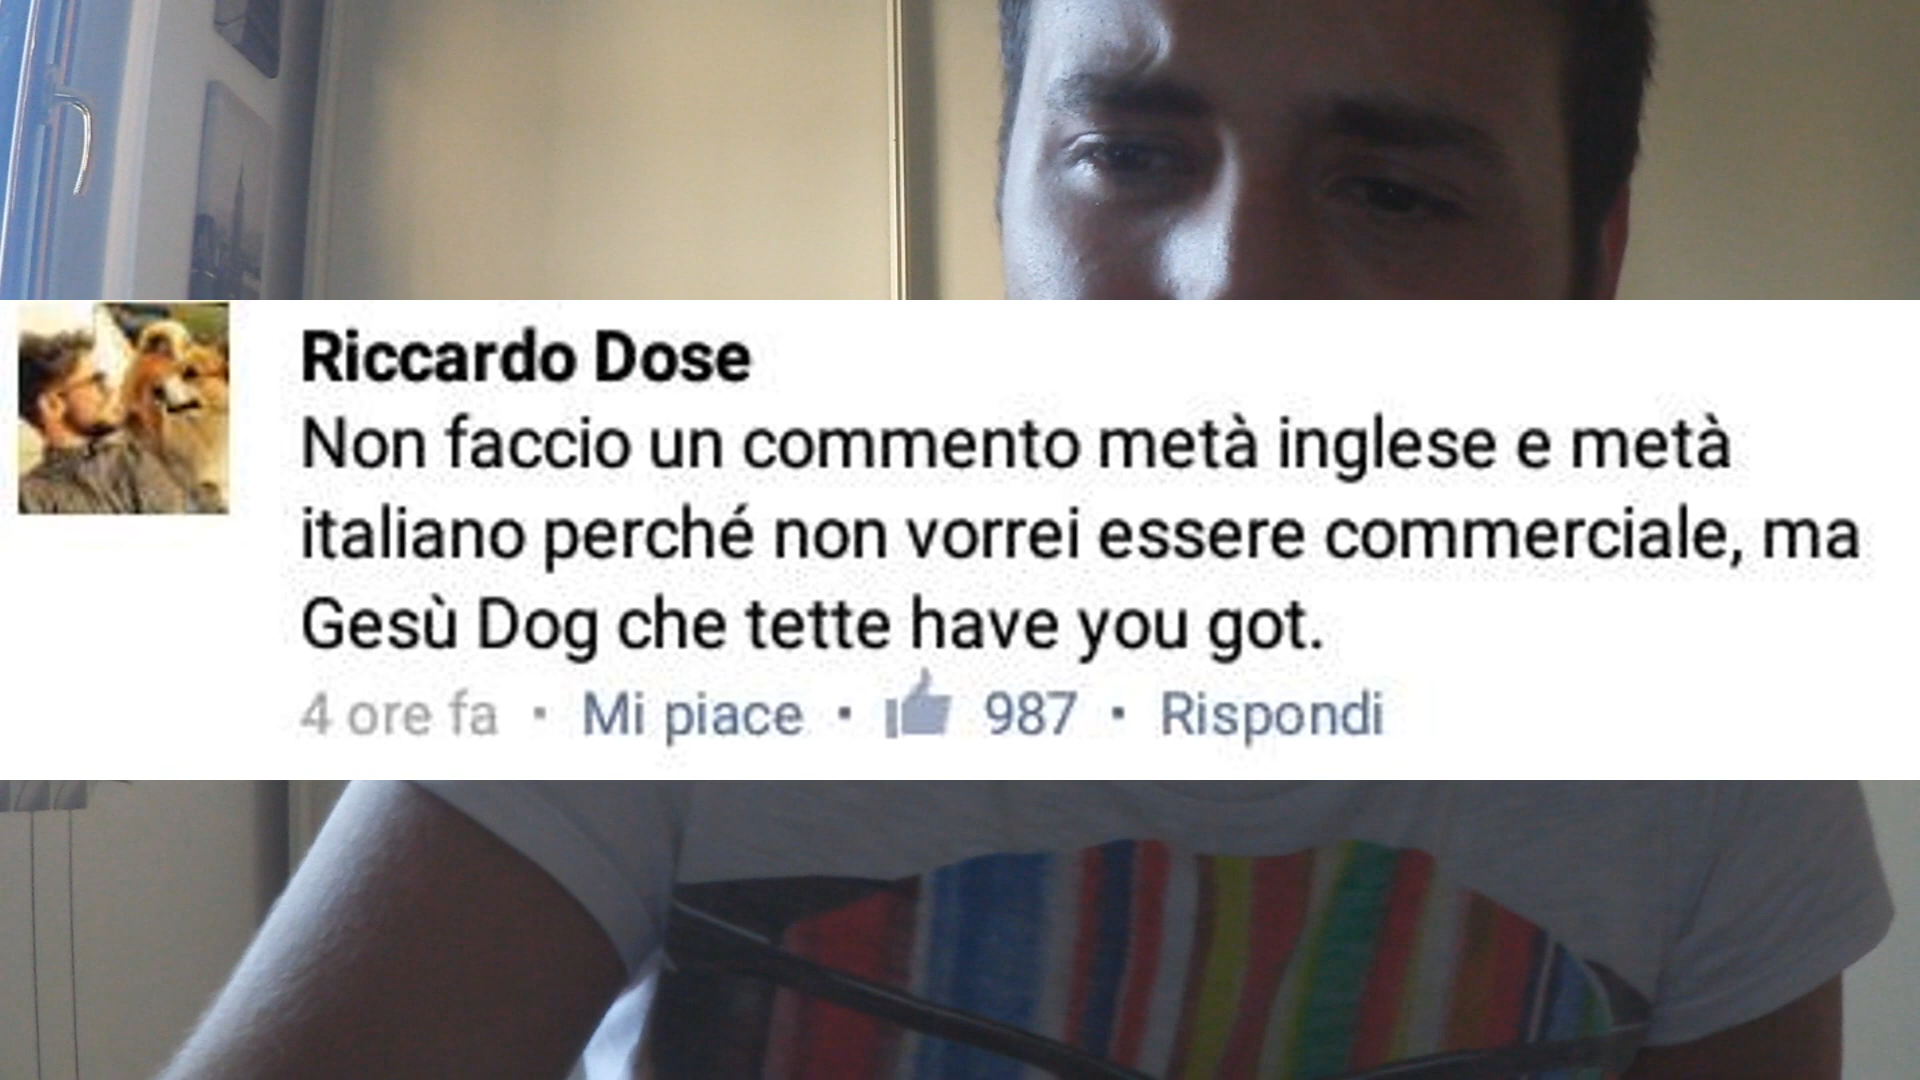 Riccardo Dose
Non faccio un commento metà inglese e metà
italiano perché non vorrei essere commerciale, ma
Gesù Dog che tette have you got.
4 ore fa · Mi piace · 987 · Rispondi